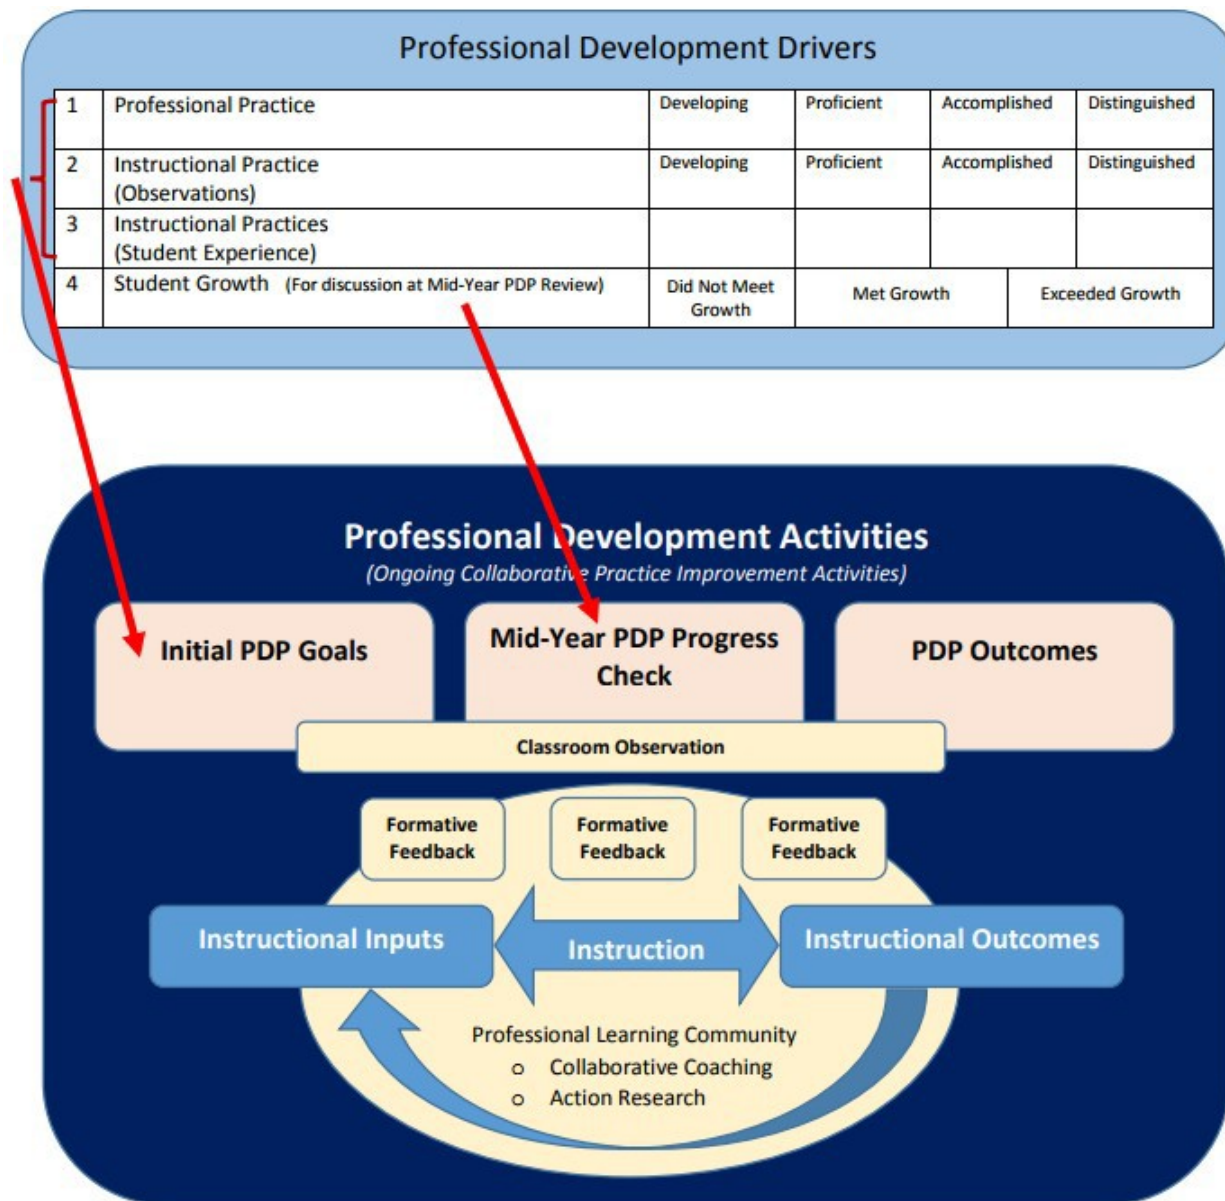 Professional Development Drivers
1 Professional Practice Developing Proficient Accomplished Distinguished
2 Instructional Practice Developing Proficient Accomplished Distinguished
(Observations)
3 Instructional Practices
(Student Experience)
4 Student Growth (For discussion at Mid-Year PDP Review) Did Not Meet Met Growth Exceeded Growth
Growth
Professional Development Activities
(Ongoing Collaborative Practice Improvement Activities)
Initial PDP Goals
Mid-Year PDP Progress
Check
PDP Outcomes
Classroom Observation
Formative
Feedback
Formative
Feedback
Formative
Feedback
Instructional Inputs
Instruction
Instructional Outcomes
Professional Learning Community
o Collaborative Coaching
o Action Research